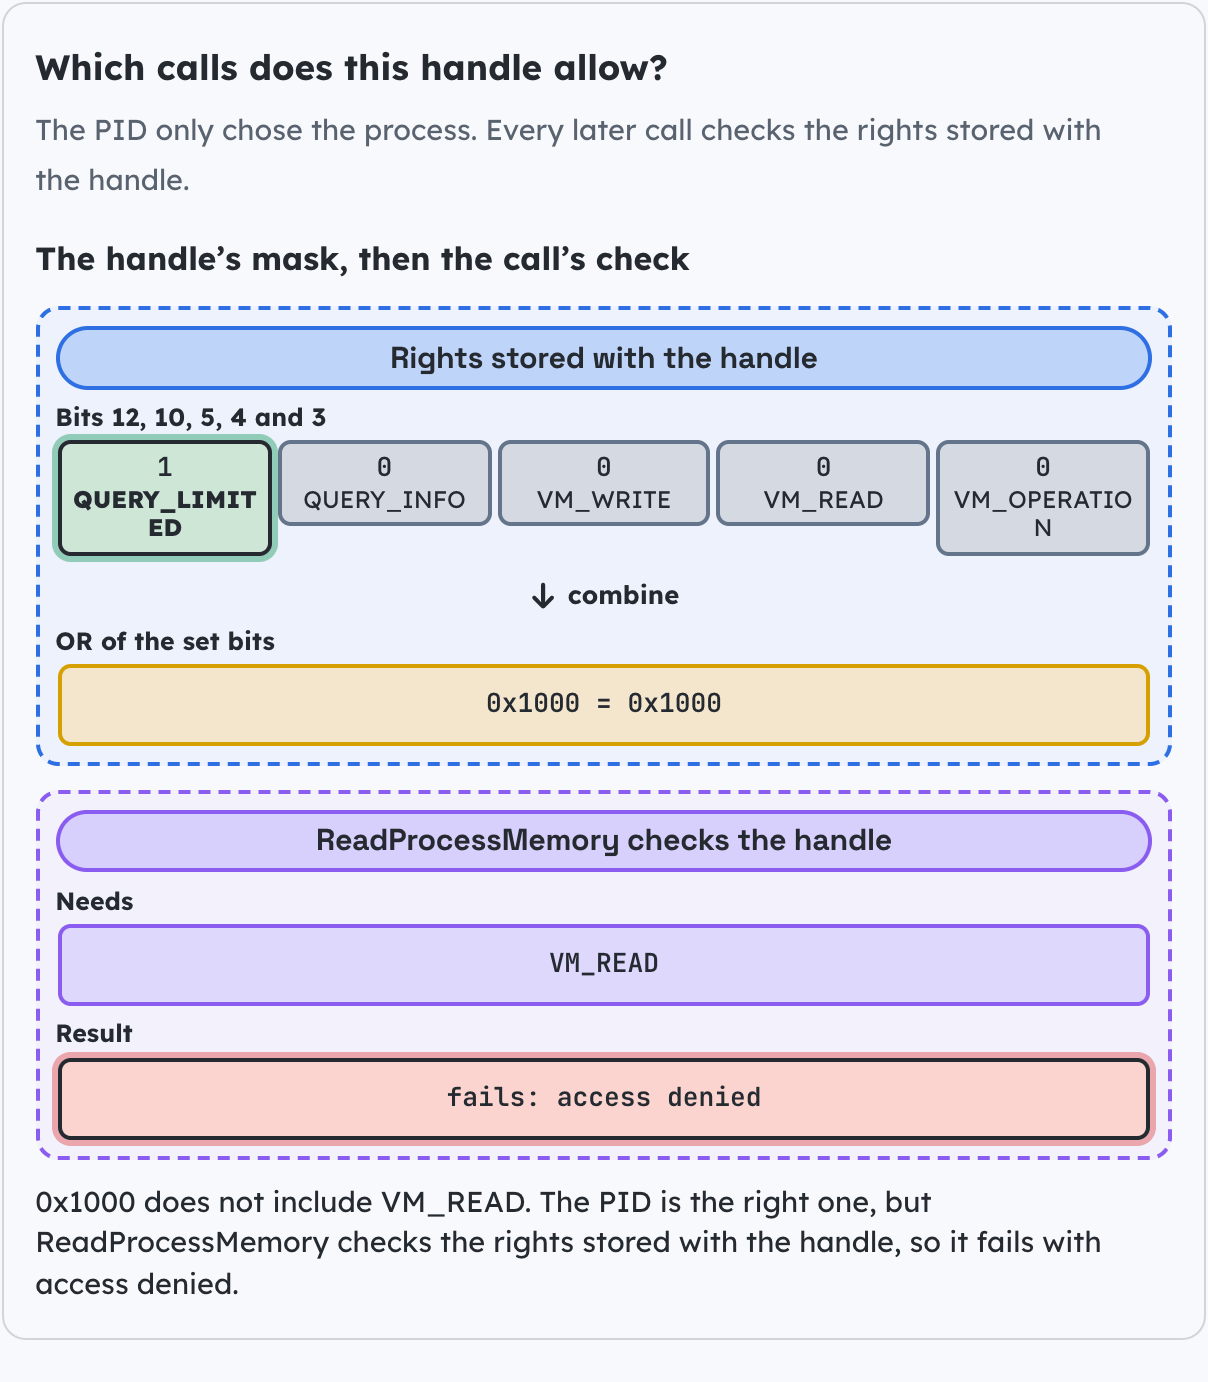 Which calls does this handle allow?
The PID only chose the process. Every later call checks the rights stored with
the handle.
The handle’s mask, then the call’s check
Rights stored with the handle
Bits 12, 10, 5, 4 and 3
1
QUERY_LIMIT
ED
0
QUERY_INFO
0
VM_WRITE
0
VM_READ
0
VM_OPERATIO
N
↓ combine
OR of the set bits
0x1000 = 0x1000
ReadProcessMemory checks the handle
Needs
VM_READ
Result
fails: access denied
0x1000 does not include VM_READ. The PID is the right one, but
ReadProcessMemory checks the rights stored with the handle, so it fails with
access denied.